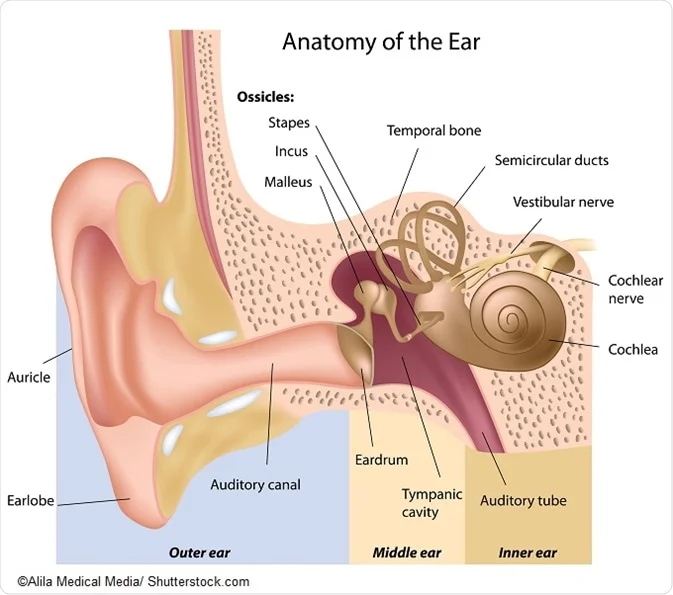 Anatomy of the Ear
Ossicles:
Stapes
Incus
Malleus
Temporal bone
Semicircular ducts
Vestibular nerve
Cochlear
nerve
Cochlea
Auricle
Earlobe
Auditory canal
Eardrum
Tympanic
cavity
Auditory tube
Outer ear
Middle ear
Inner ear
©Alila Medical Media/ Shutterstock.com